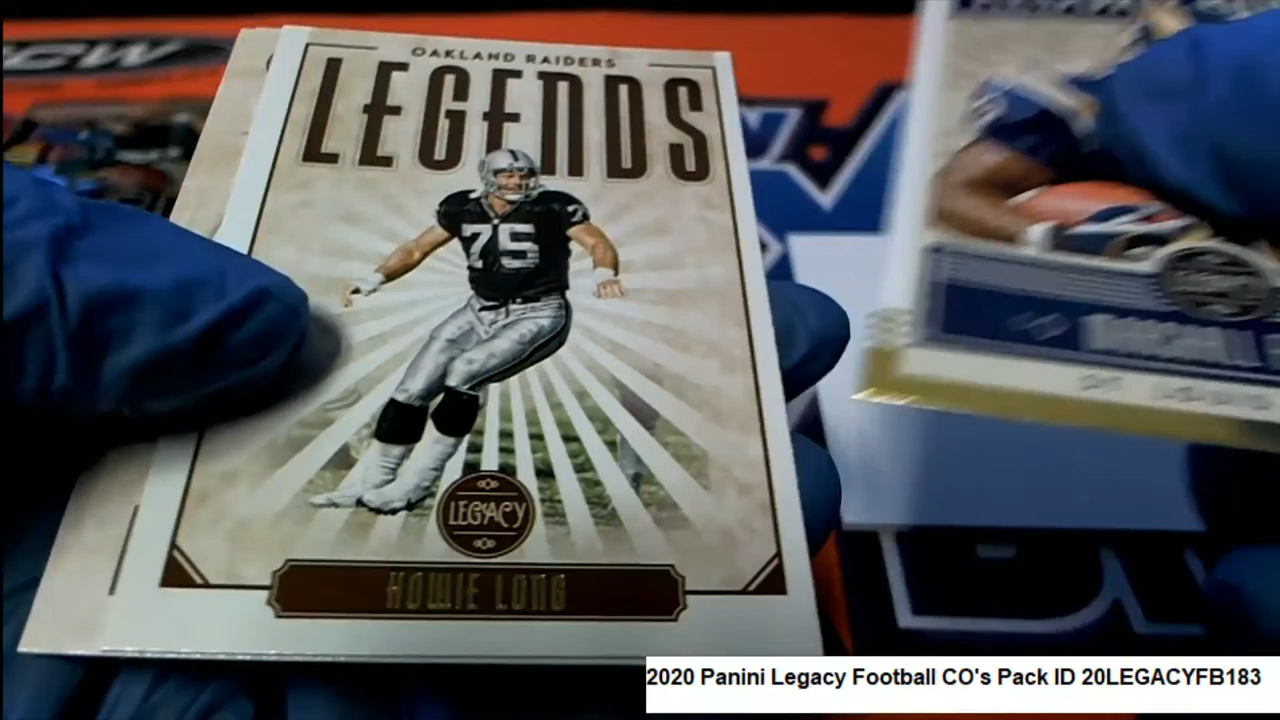 OAKLAND RAIDERS
LEGENDS
75
LEGACY
HOWIE LONG
2020 Panini Legacy Football CO's Pack ID 20LEGACYFB183